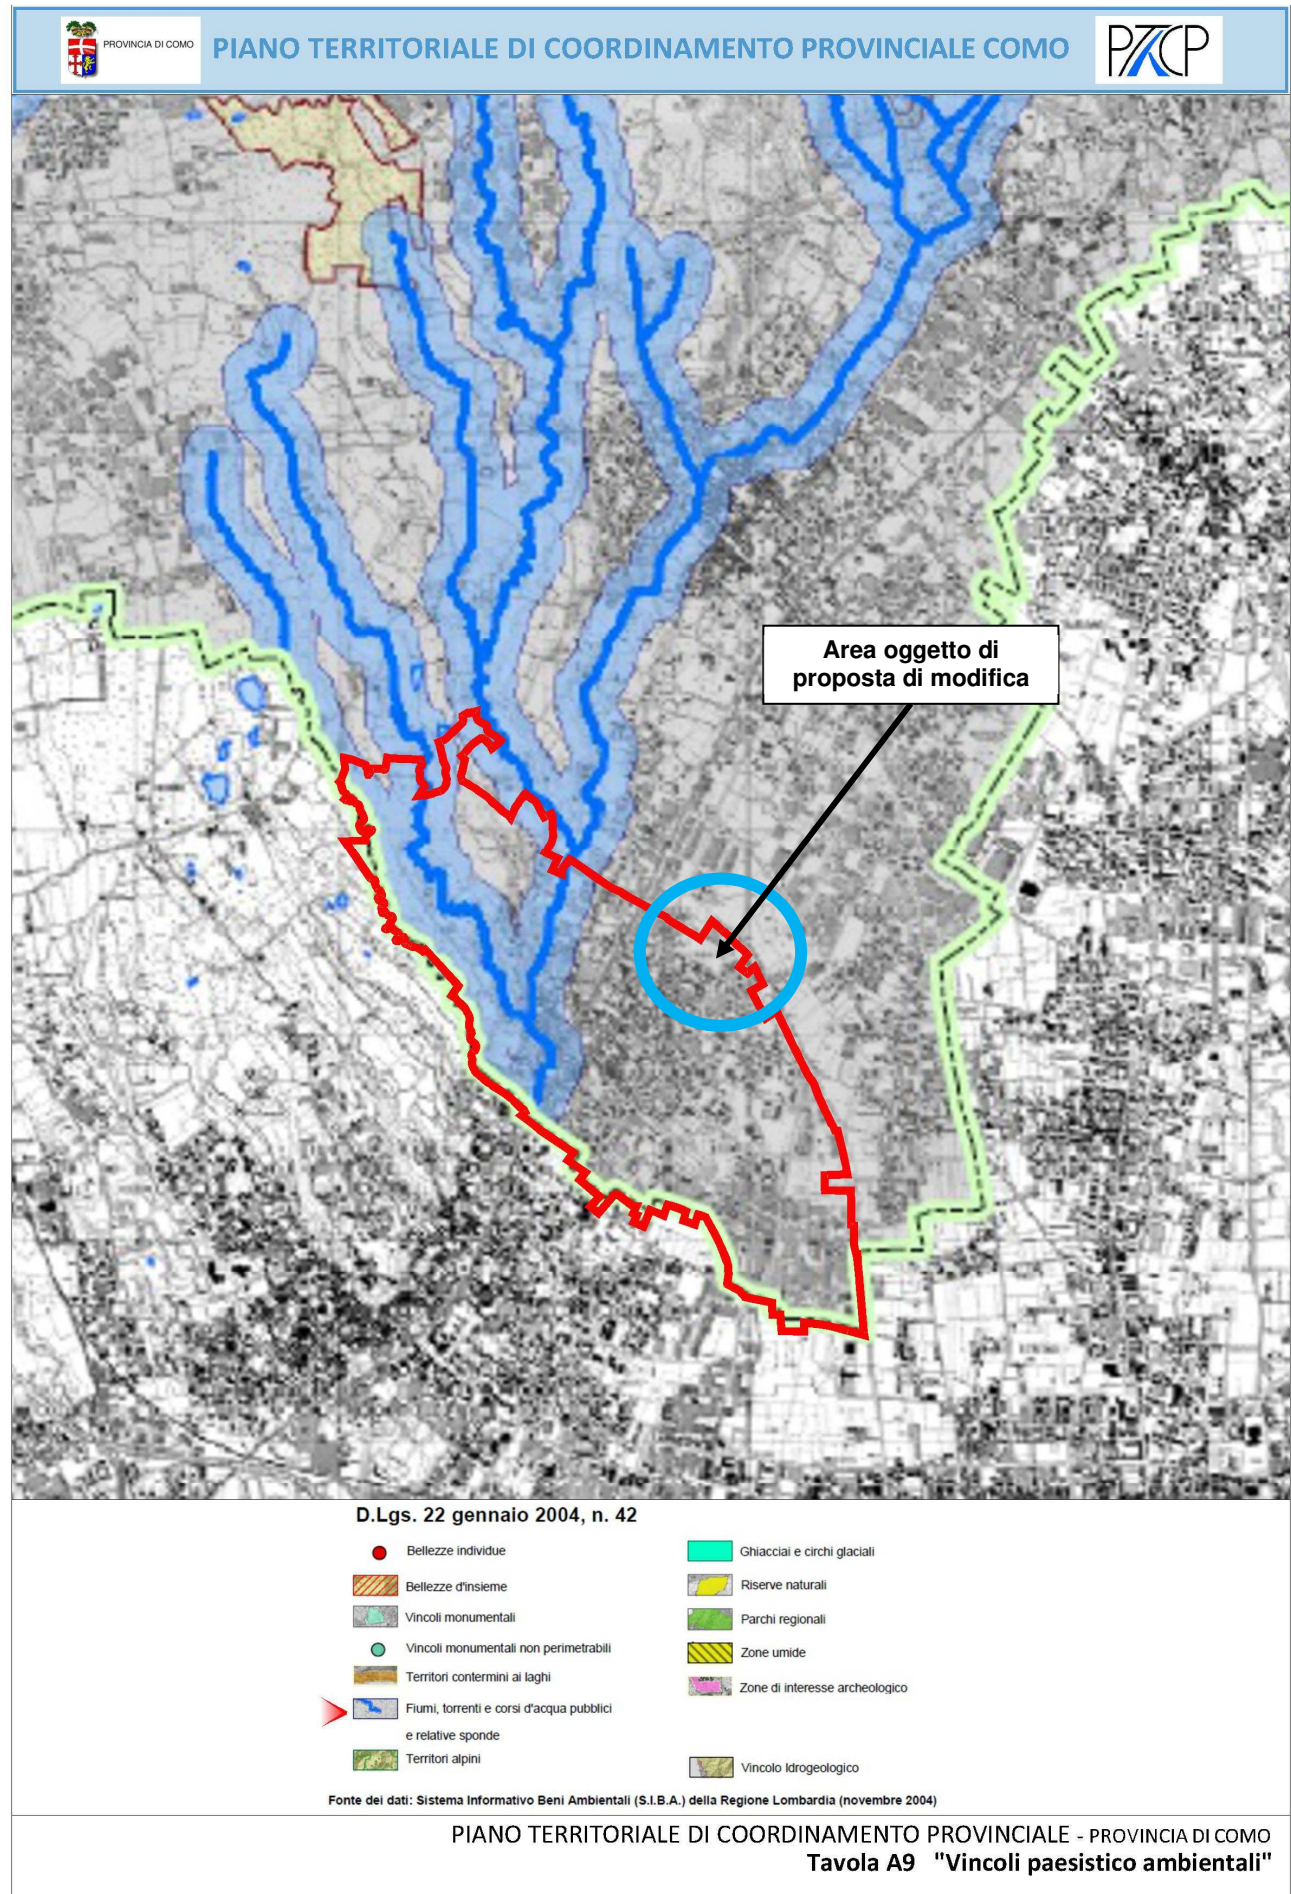 PROVINCIA DI COMO
PIANO TERRITORIALE DI COORDINAMENTO PROVINCIALE COMO
PTCP
Area oggetto di
proposta di modifica
D.Lgs. 22 gennaio 2004, n. 42
Bellezze individue
Bellezze d'insieme
Vincoli monumentali
Vincoli monumentali non perimetrabili
Territori contermini ai laghi
Fiumi, torrenti e corsi d'acqua pubblici
e relative sponde
Territori alpini
Ghiacciai e circhi glaciali
Riserve naturali
Parchi regionali
Zone umide
Zone di interesse archeologico
Vincolo Idrogeologico
Fonte dei dati: Sistema Informativo Beni Ambientali (S.I.B.A.) della Regione Lombardia (novembre 2004)
PIANO TERRITORIALE DI COORDINAMENTO PROVINCIALE - PROVINCIA DI COMO
Tavola A9 "Vincoli paesistico ambientali"